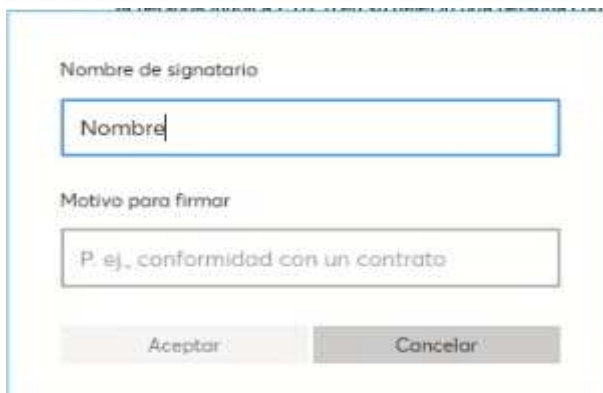 Nombre de signatario
Nombre
Motivo para firmar
P. ej., conformidad con un contrato
Aceptar
Cancelar